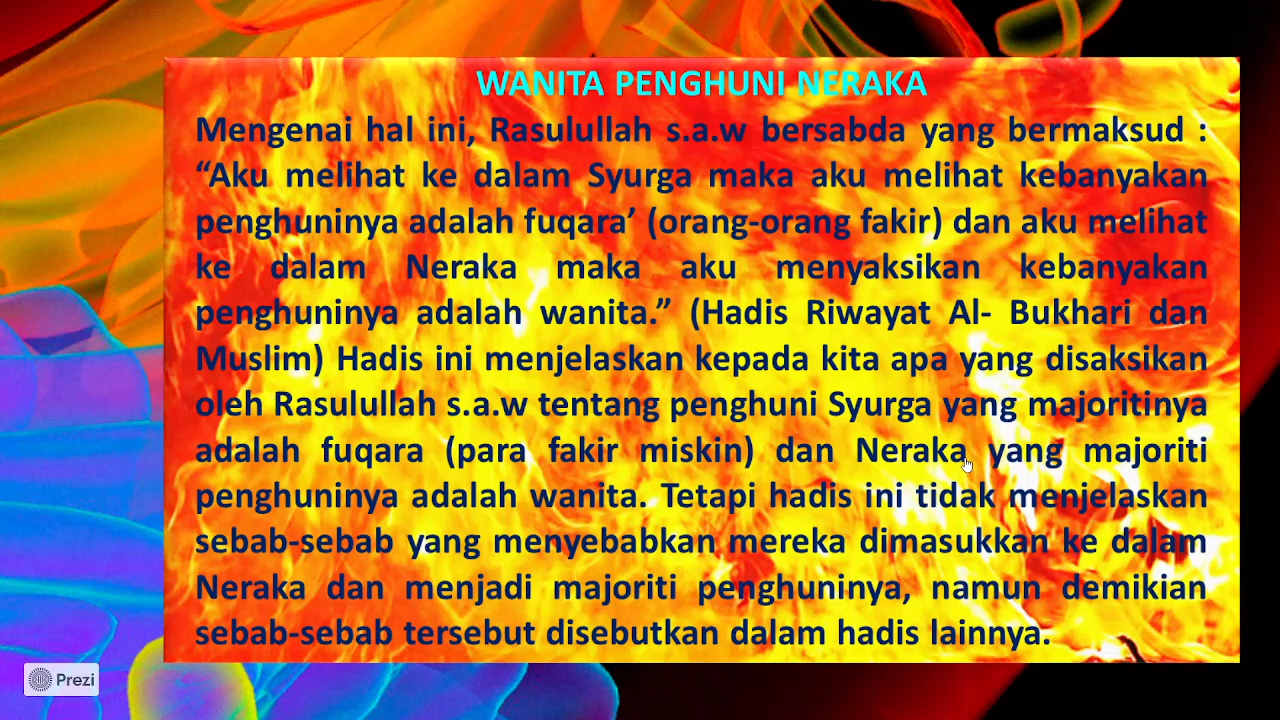 WANITA PENGHUNI NERAKA
Mengenai hal ini, Rasulullah s.a.w bersabda yang bermaksud :
“Aku melihat ke dalam Syurga maka aku melihat kebanyakan
penghuninya adalah fuqara’ (orang-orang fakir) dan aku melihat
ke dalam Neraka maka aku menyaksikan kebanyakan
penghuninya adalah wanita.” (Hadis Riwayat Al- Bukhari dan
Muslim) Hadis ini menjelaskan kepada kita apa yang disaksikan
oleh Rasulullah s.a.w tentang penghuni Syurga yang majoritinya
adalah fuqara (para fakir miskin) dan Neraka yang majoriti
penghuninya adalah wanita. Tetapi hadis ini tidak menjelaskan
sebab-sebab yang menyebabkan mereka dimasukkan ke dalam
Neraka dan menjadi majoriti penghuninya, namun demikian
sebab-sebab tersebut disebutkan dalam hadis lainnya.
Prezi